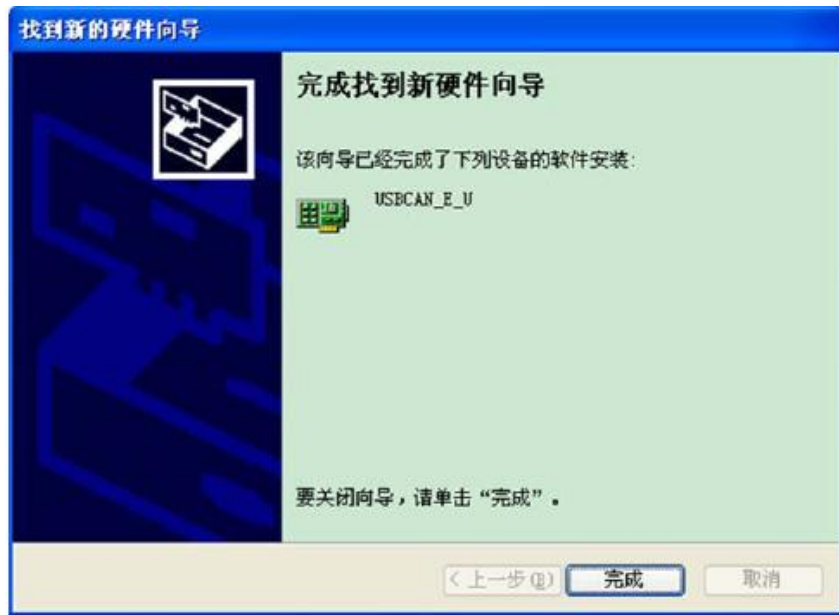 找到新的硬件向导
完成找到新硬件向导
该向导已经完成了下列设备的软件安装:
USBCAN_E_U
要关闭向导，请单击“完成”。
<上一步(B) 完成 取消